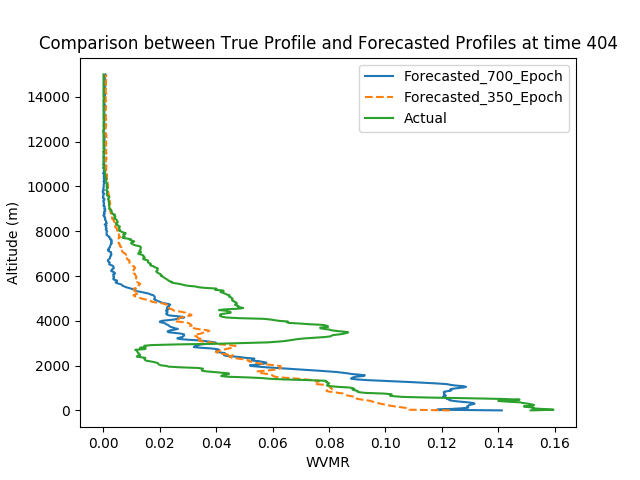 Comparison between True Profile and Forecasted Profiles at time 404
Forecasted_700_Epoch
Forecasted_350_Epoch
Actual
Altitude (m)
14000
12000
10000
8000
6000
4000
2000
0
0.00 0.02 0.04 0.06 0.08 0.10 0.12 0.14 0.16
WVMR